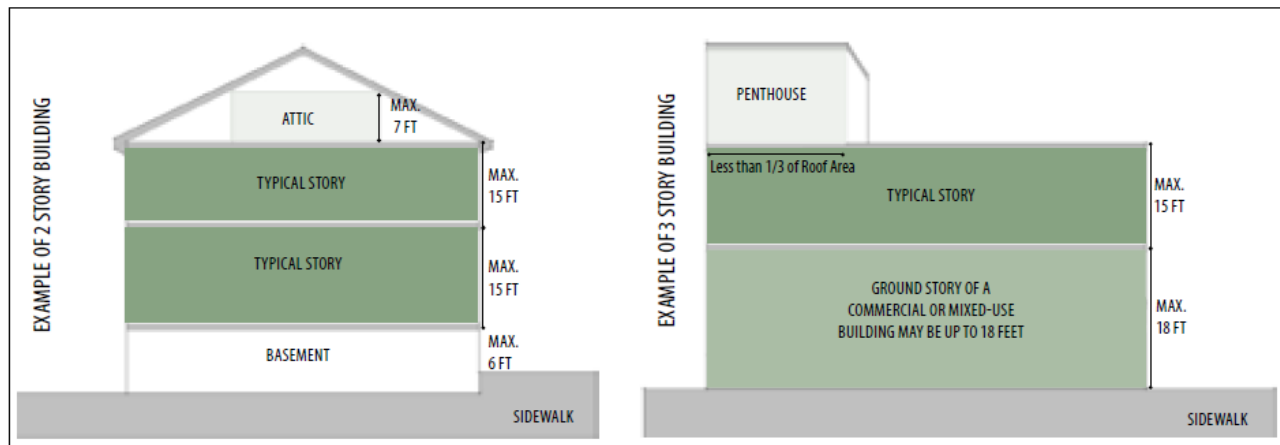 EXAMPLE OF 2 STORY BUILDING
ATTIC
MAX.
7 FT
TYPICAL STORY
MAX.
15 FT
TYPICAL STORY
MAX.
15 FT
BASEMENT
MAX.
6 FT
SIDEWALK
EXAMPLE OF 3 STORY BUILDING
PENTHOUSE
Less than 1/3 of Roof Area
TYPICAL STORY
MAX.
15 FT
GROUND STORY OF A
COMMERCIAL OR MIXED-USE
BUILDING MAY BE UP TO 18 FEET
MAX.
18 FT
SIDEWALK